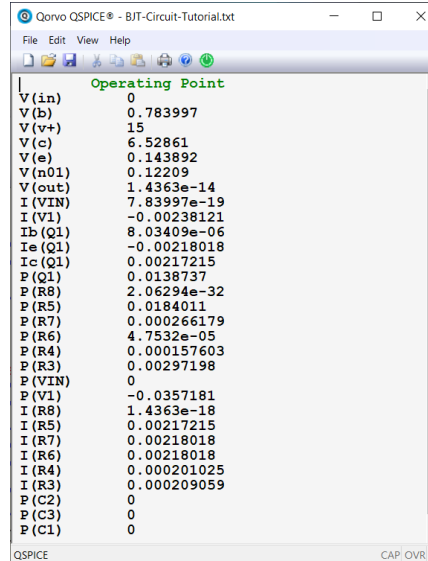 Qorvo QSPICE® - BJT-Circuit-Tutorial.txt
File Edit View Help
Operating Point
V(in) 0
V(b) 0.783997
V(v+) 15
V(c) 6.52861
V(e) 0.143892
V(n01) 0.12209
V(out) 1.4363e-14
I(VIN) 7.83997e-19
I(V1) -0.00238121
Ib(Q1) 8.03409e-06
Ie(Q1) -0.00218018
Ic(Q1) 0.00217215
P(Q1) 0.0138737
P(R8) 2.06294e-32
P(R5) 0.0184011
P(R7) 0.000266179
P(R6) 4.7532e-05
P(R4) 0.000157603
P(R3) 0.00297198
P(VIN) 0
P(V1) -0.0357181
I(R8) 1.4363e-18
I(R5) 0.00217215
I(R7) 0.00218018
I(R6) 0.00218018
I(R4) 0.000201025
I(R3) 0.000209059
P(C2) 0
P(C3) 0
P(C1) 0
QSPICE CAP OVR